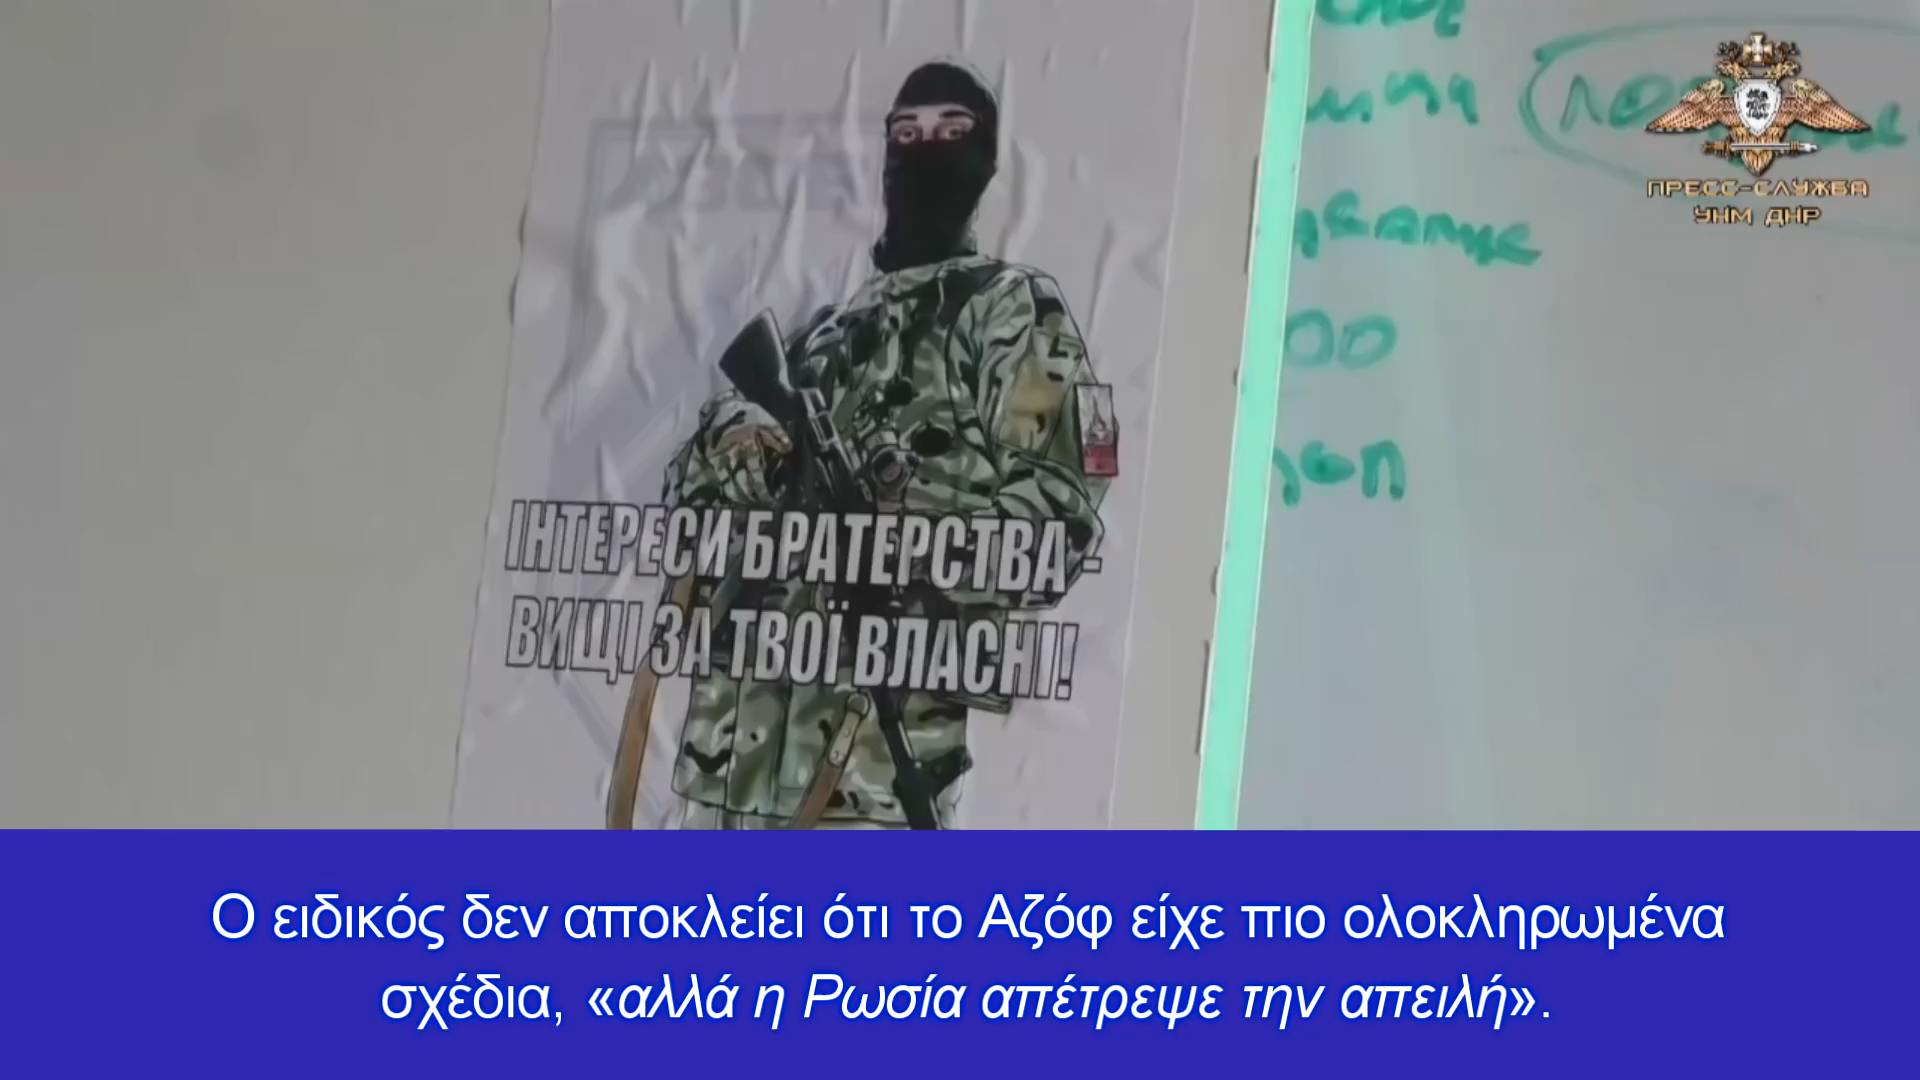 ПРЕСС-СЛУЖБА
УНМ ДНР
ІНТЕРЕСИ БРАТЕРСТВА -
ВИЩІ ЗА ТВОЇ ВЛАСНІ!
Ο ειδικός δεν αποκλείει ότι το Αζόφ είχε πιο ολοκληρωμένα
σχέδια, «αλλά η Ρωσία απέτρεψε την απειλή».